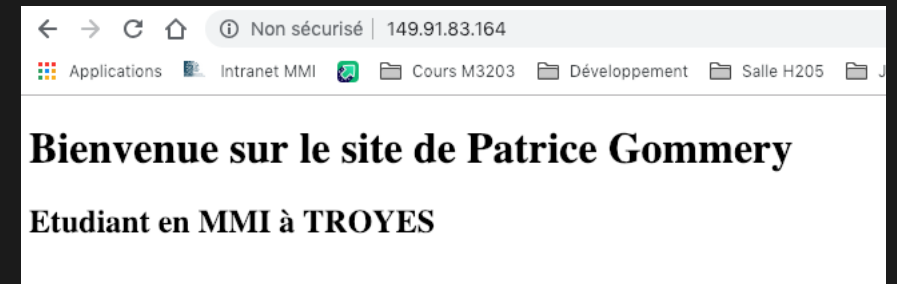 Non sécurisé 149.91.83.164
Applications Intranet MMI Cours M3203 Développement Salle H205 J
Bienvenue sur le site de Patrice Gommery
Etudiant en MMI à TROYES